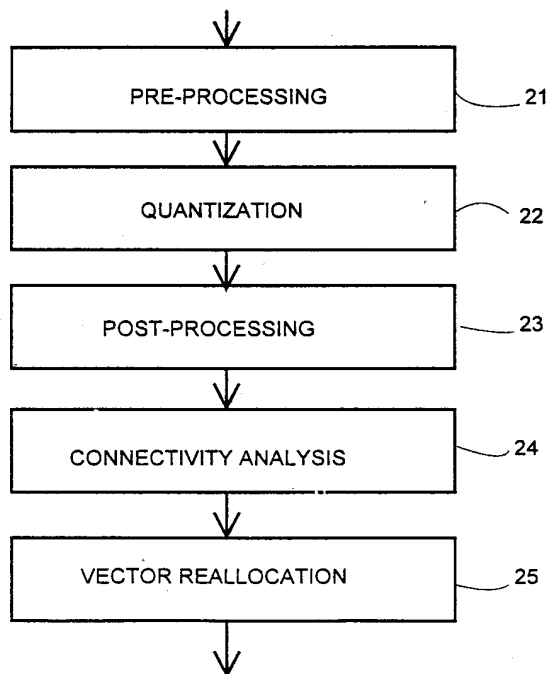 PRE-PROCESSING 21
QUANTIZATION 22
POST-PROCESSING 23
CONNECTIVITY ANALYSIS 24
VECTOR REALLOCATION 25